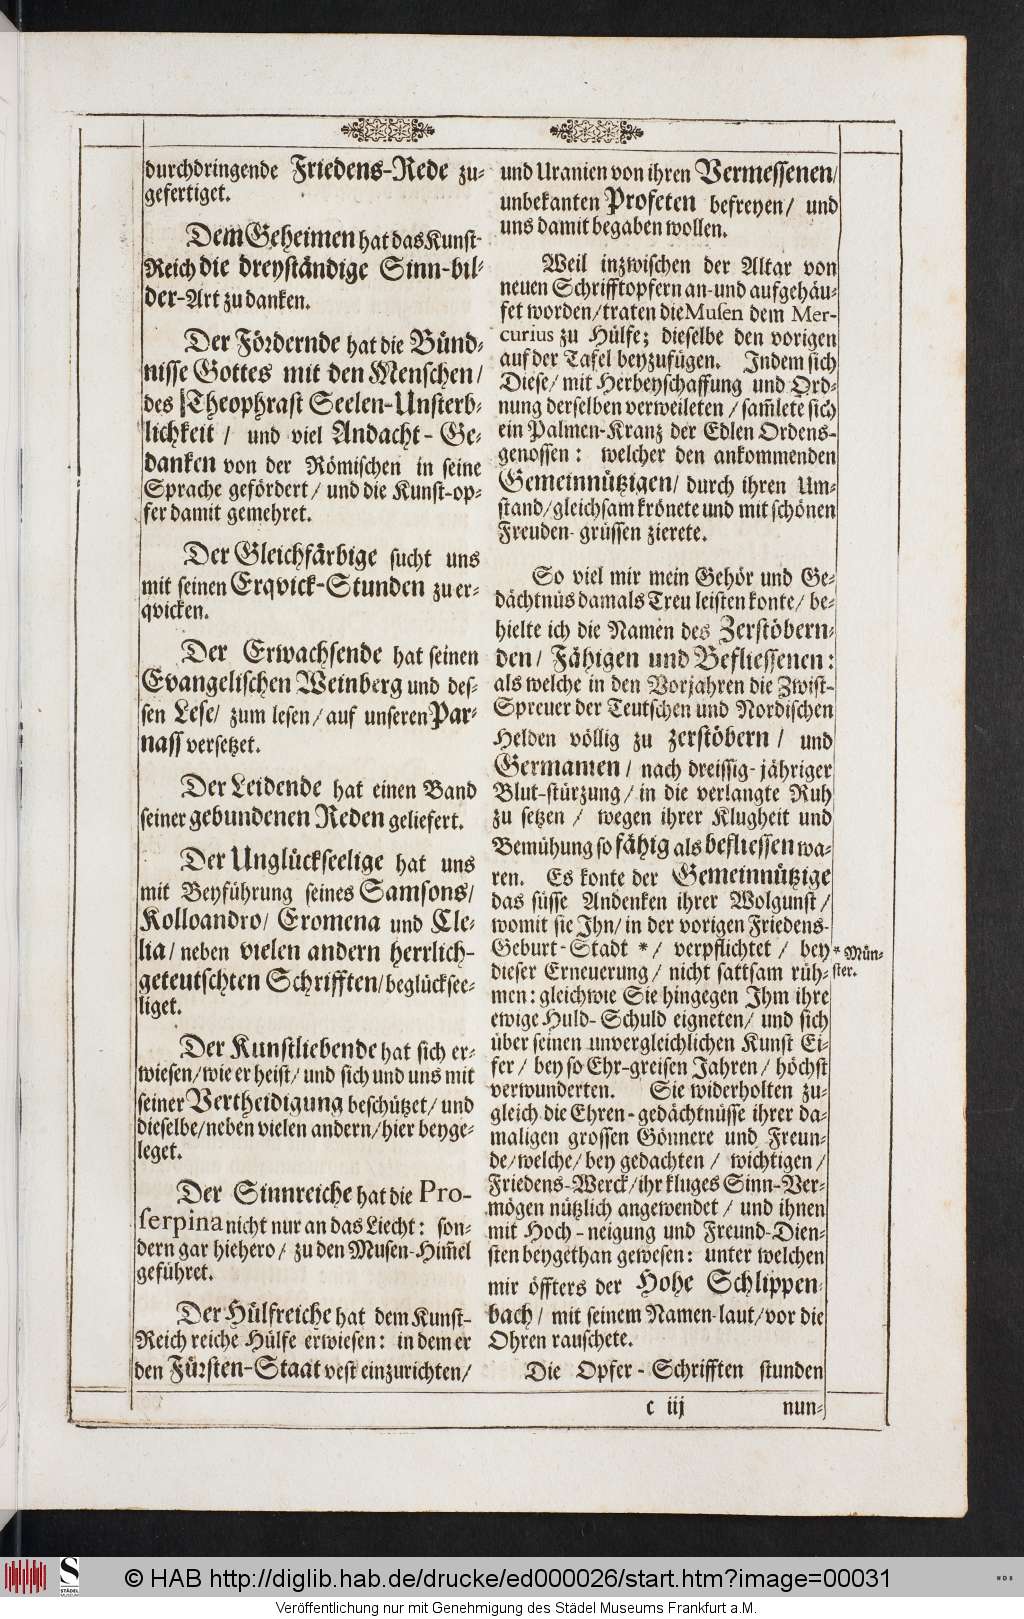 durchdringende Friedens-Rede zu-
gefertiget.
Dem Geheimen hat das Kunst-
Reich die dreyständige Sinn-bil-
der-Art zu danken.
Der Fördernde hat die Bünd-
nisse Gottes mit den Menschen/
des Theophrast Seelen-Unsterb-
lichkeit / und viel Andacht-Ge-
danken von der Römischen in seine
Sprache gefördert/ und die Kunst-op-
fer damit gemehret.
Der Gleichfärbige sucht uns
mit seinen Erqvick-Stunden zu er-
qvicken.
Der Erwachsende hat seinen
Evangelischen Weinberg und des-
sen Lese/ zum lesen/ auf unseren Par-
nass versetzet.
Der Leidende hat einen Band
seiner gebundenen Reden geliefert.
Der Unglückseelige hat uns
mit Beyführung seines Samsons/
Kolloandro/ Eromena und Cle-
lia/ neben vielen andern herrlich-
geteutschten Schrifften/ beglücksee-
liget.
Der Kunstliebende hat sich er-
wiesen/ wie er heist/ und sich und uns mit
seiner Vertheidigung beschützet/ und
dieselbe/ neben vielen andern/ hier beyge-
leget.
Der Sinnreiche hat die Pro-
serpina nicht nur an das Liecht: son-
dern gar hiehero/ zu den Musen-Him̃el
geführet.
Der Hülfreiche hat dem Kunst-
Reich reiche Hülfe erwiesen: in dem er
den Fürsten-Staat vest einzurichten/
und Uranien von ihren Vermessenen/
unbekanten Profeten befreyen/ und
uns damit begaben wollen.
Weil inzwischen der Altar von
neuen Schrifftopfern an- und aufgehäu-
fet worden/ traten die Musen dem Mer-
curius zu Hülfe; dieselbe den vorigen
auf der Tafel beyzufügen. Indem sich
Diese/ mit Herbeyschaffung und Ord-
nung derselben verweileten / sam̃lete sich
ein Palmen-Kranz der Edlen Ordens-
genossen: welcher den ankommenden
Gemeinnützigen/ durch ihren Um-
stand/ gleichsam krönete und mit schönen
Freuden-grüssen zierete.
So viel mir mein Gehör und Ge-
dächtnüs damals Treu leisten konte/ be-
hielte ich die Namen des Zerstöbern-
den/ Fähigen und Befliessenen:
als welche in den Vorjahren die Zwist-
Spreuer der Teutschen und Nordischen
Helden völlig zu zerstöbern / und
Germanien/ nach dreissig-jähriger
Blut-stürzung/ in die verlangte Ruh
zu setzen / wegen ihrer Klugheit und
Bemühung so fähig als befliessen wa-
ren. Es konte der Gemeinnützige
das süsse Andenken ihrer Wolgunst /
womit sie Ihn/ in der vorigen Friedens-
Geburt-Stadt * / verpflichtet / bey
dieser Erneuerung/ nicht sattsam rüh-
men: gleichwie Sie hingegen Ihm ihre
ewige Huld-Schuld eigneten/ und sich
über seinen unvergleichlichen Kunst Ei-
fer/ bey so Ehr-greisen Jahren/ höchst
verwunderten. Sie widerholten zu-
gleich die Ehren-gedächtnüsse ihrer da-
maligen grossen Gönnere und Freun-
de/ welche/ bey gedachten / wichtigen /
Friedens-Werck/ ihr kluges Sinn-Ver-
mögen nützlich angewendet / und ihnen
mit Hoch-neigung und Freund-Dien-
sten beygethan gewesen: unter welchen
mir öffters der Hohe Schlippen-
bach/ mit seinem Namen-laut/ vor die
Ohren rauschete.
Die Opfer-Schrifften stunden
* Mün-
ster.
c iij nun-
© HAB http://diglib.hab.de/drucke/ed000026/start.htm?image=00031
STÄDEL MUSEUM
Veröffentlichung nur mit Genehmigung des Städel Museums Frankfurt a.M.